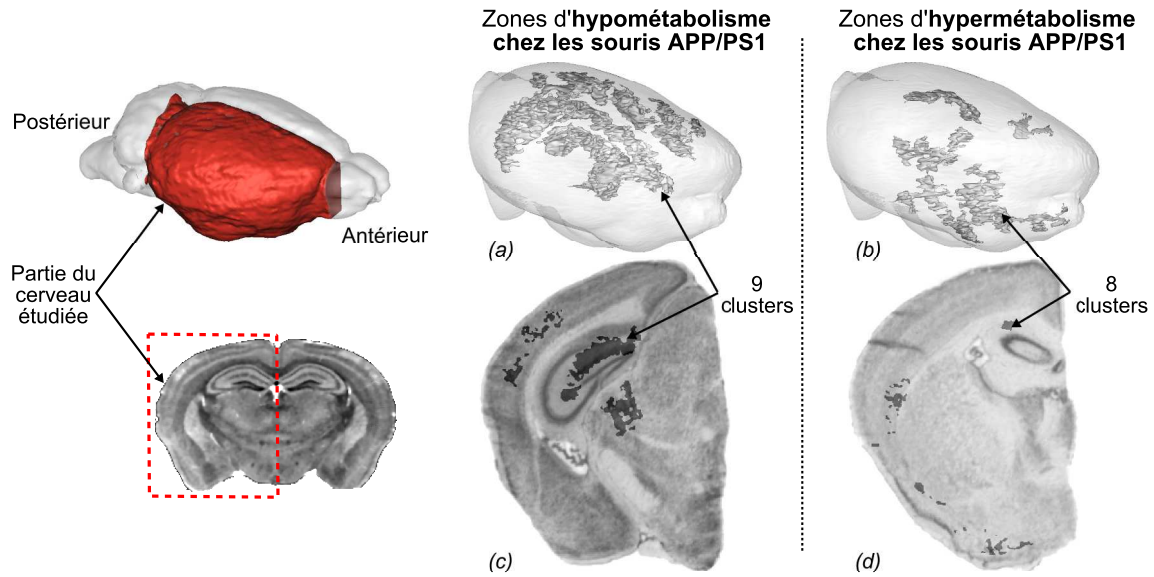 Zones d'hypométabolisme
chez les souris APP/PS1
Zones d'hypermétabolisme
chez les souris APP/PS1
Postérieur
Antérieur
(a)
(b)
Partie du
cerveau
étudiée
9
clusters
8
clusters
(c)
(d)